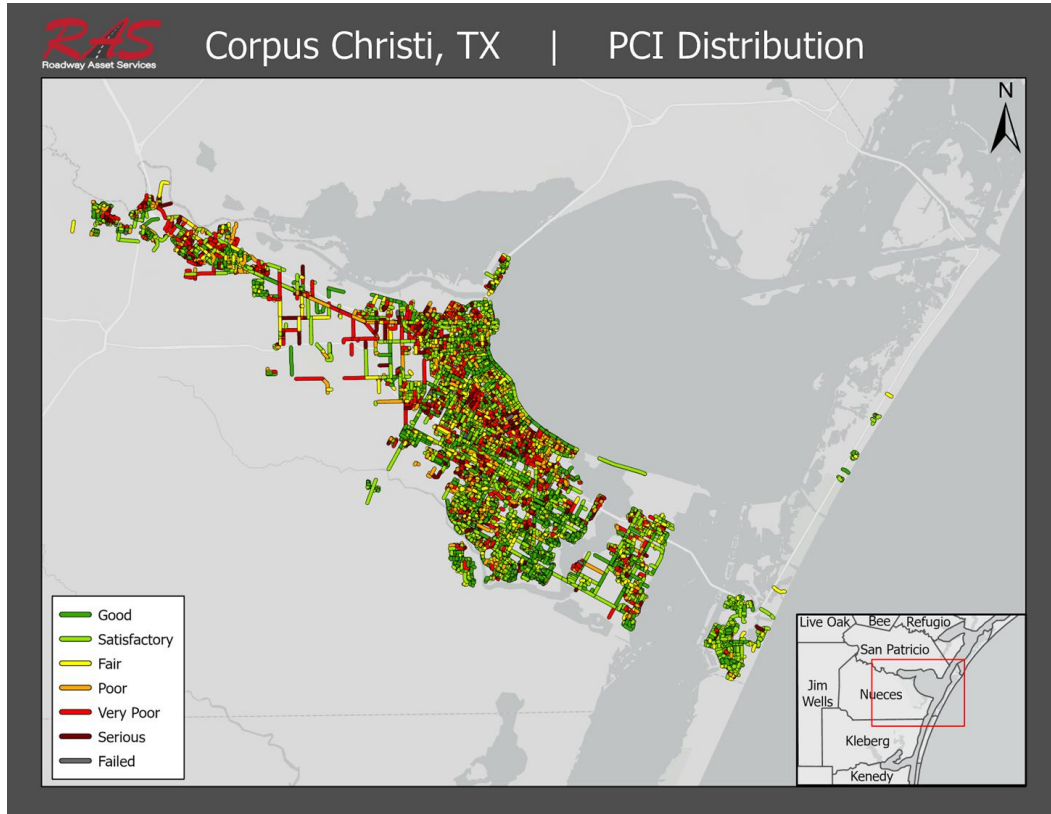 RAS
Roadway Asset Services
Corpus Christi, TX | PCI Distribution
N
Good
Satisfactory
Fair
Poor
Very Poor
Serious
Failed
Live Oak
Bee
Refugio
San Patricio
Jim
Wells
Nueces
Kleberg
Kenedy